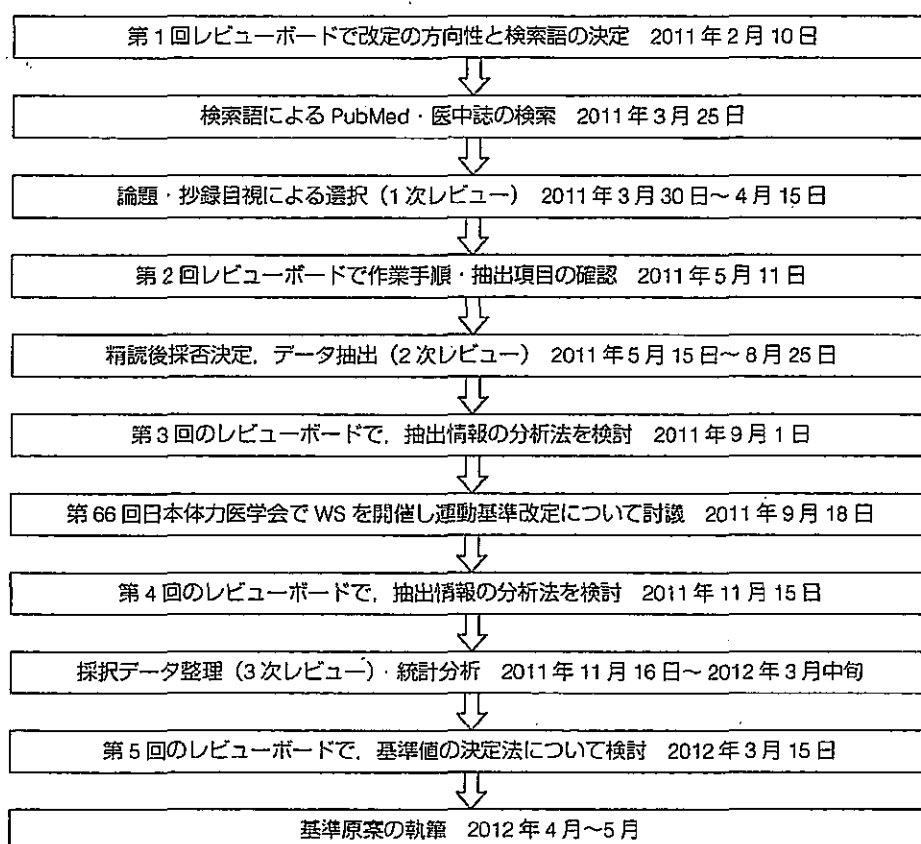 第1回レビューボードで改定の方向性と検索語の決定 2011年2月10日
検索語によるPubMed・医中誌の検索 2011年3月25日
論題・抄録目視による選択（1次レビュー） 2011年3月30日～4月15日
第2回レビューボードで作業手順・抽出項目の確認 2011年5月11日
精読後採否決定，データ抽出（2次レビュー） 2011年5月15日～8月25日
第3回のレビューボードで，抽出情報の分析法を検討 2011年9月1日
第66回日本体力医学会でWSを開催し運動基準改定について討議 2011年9月18日
第4回のレビューボードで，抽出情報の分析法を検討 2011年11月15日
採択データ整理（3次レビュー）・統計分析 2011年11月16日～2012年3月中旬
第5回のレビューボードで，基準値の決定法について検討 2012年3月15日
基準原案の執筆 2012年4月～5月